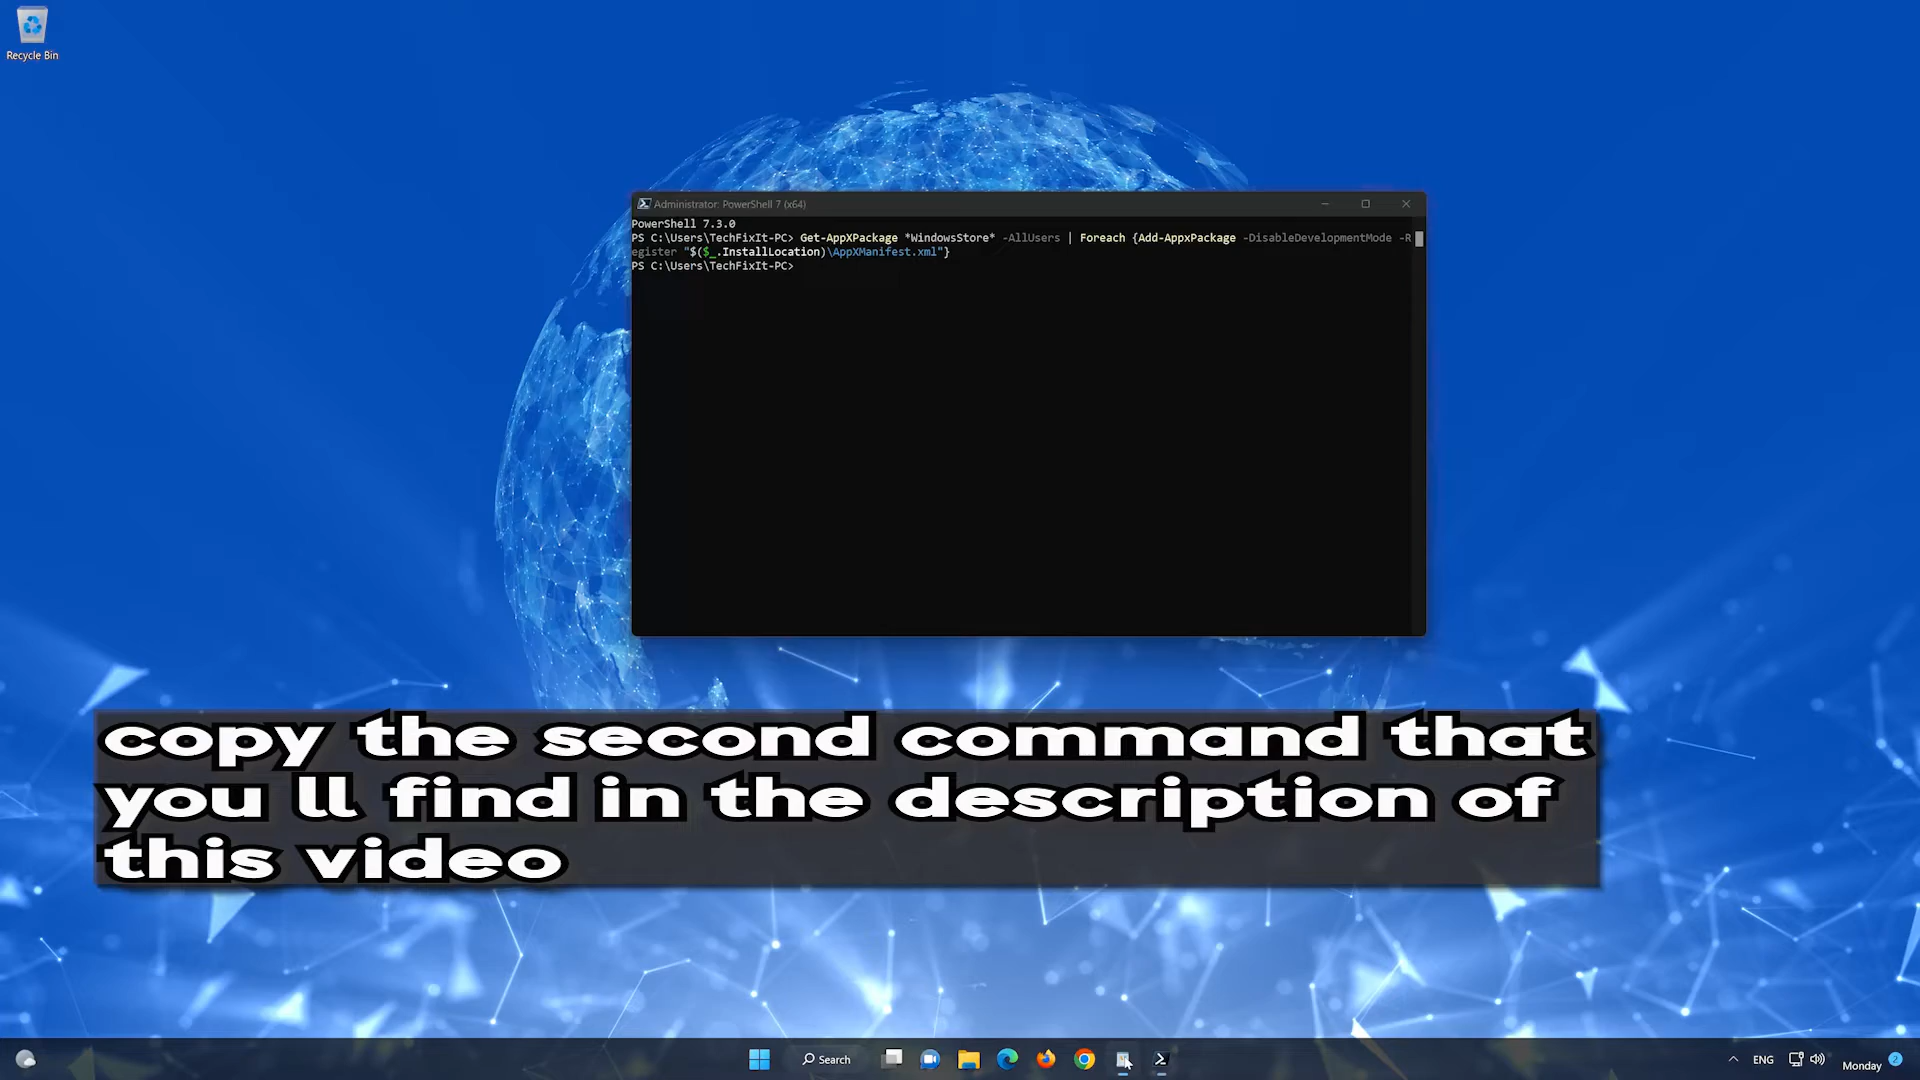 Recycle Bin
Administrator: PowerShell 7 (x64)
PowerShell 7.3.0
PS C:\Users\TechFixIt-PC> Get-AppXPackage *WindowsStore* -AllUsers | Foreach {Add-AppxPackage -DisableDevelopmentMode -R
egister "$($_.InstallLocation)\AppXManifest.xml"}
PS C:\Users\TechFixIt-PC>
copy the second command that
you ll find in the description of
this video
Search
ENG
Monday
2